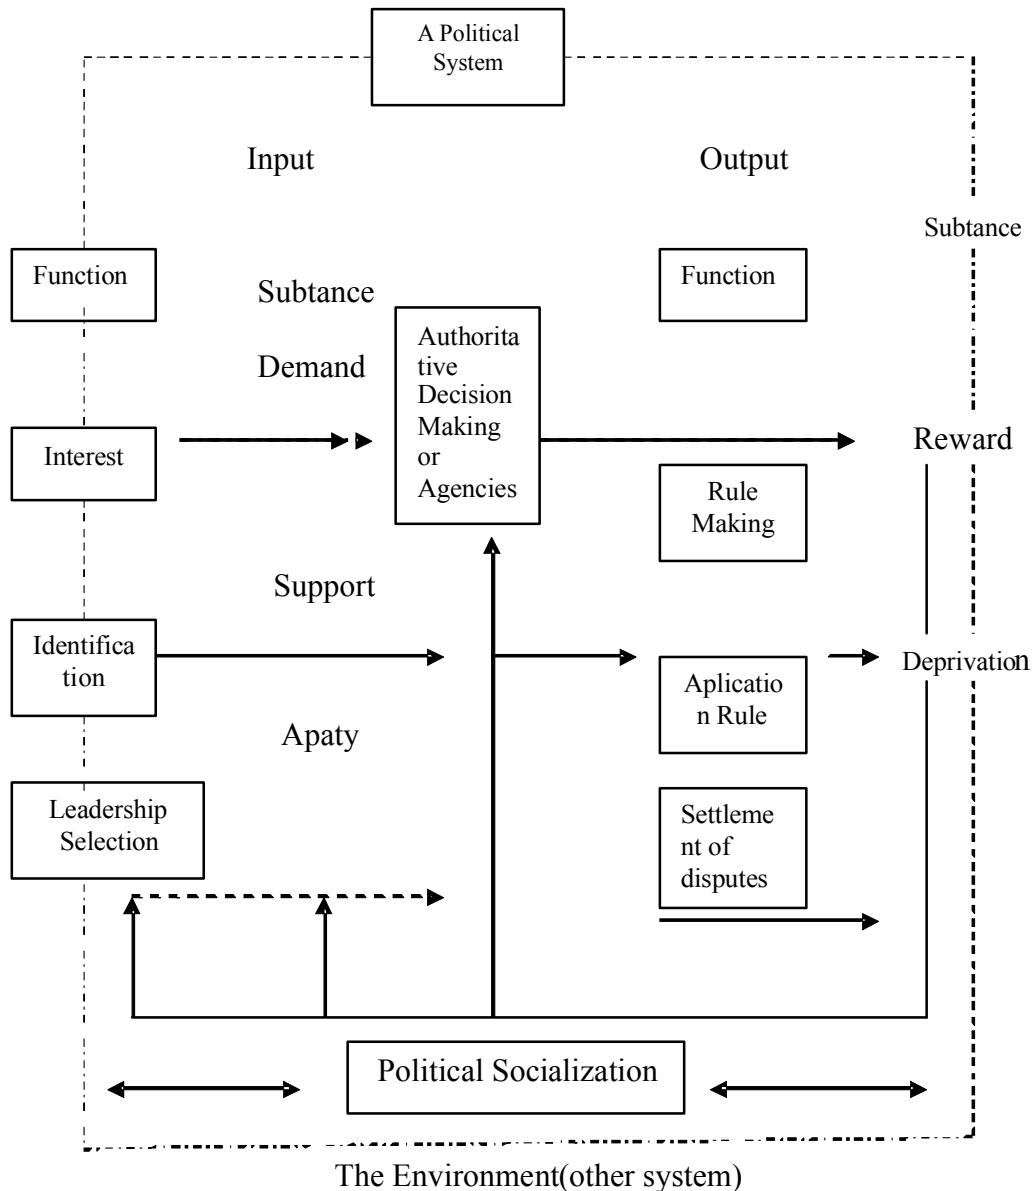 A Political
System
Input
Output
Subtance
Function
Subtance
Function
Demand
Authorita
tive
Decision
Making
or
Agencies
Interest
Reward
Rule
Making
Support
Identifica
tion
Aplicatio
n Rule
Deprivation
Apaty
Leadership
Selection
Settleme
nt of
disputes
Political Socialization
The Environment(other system)